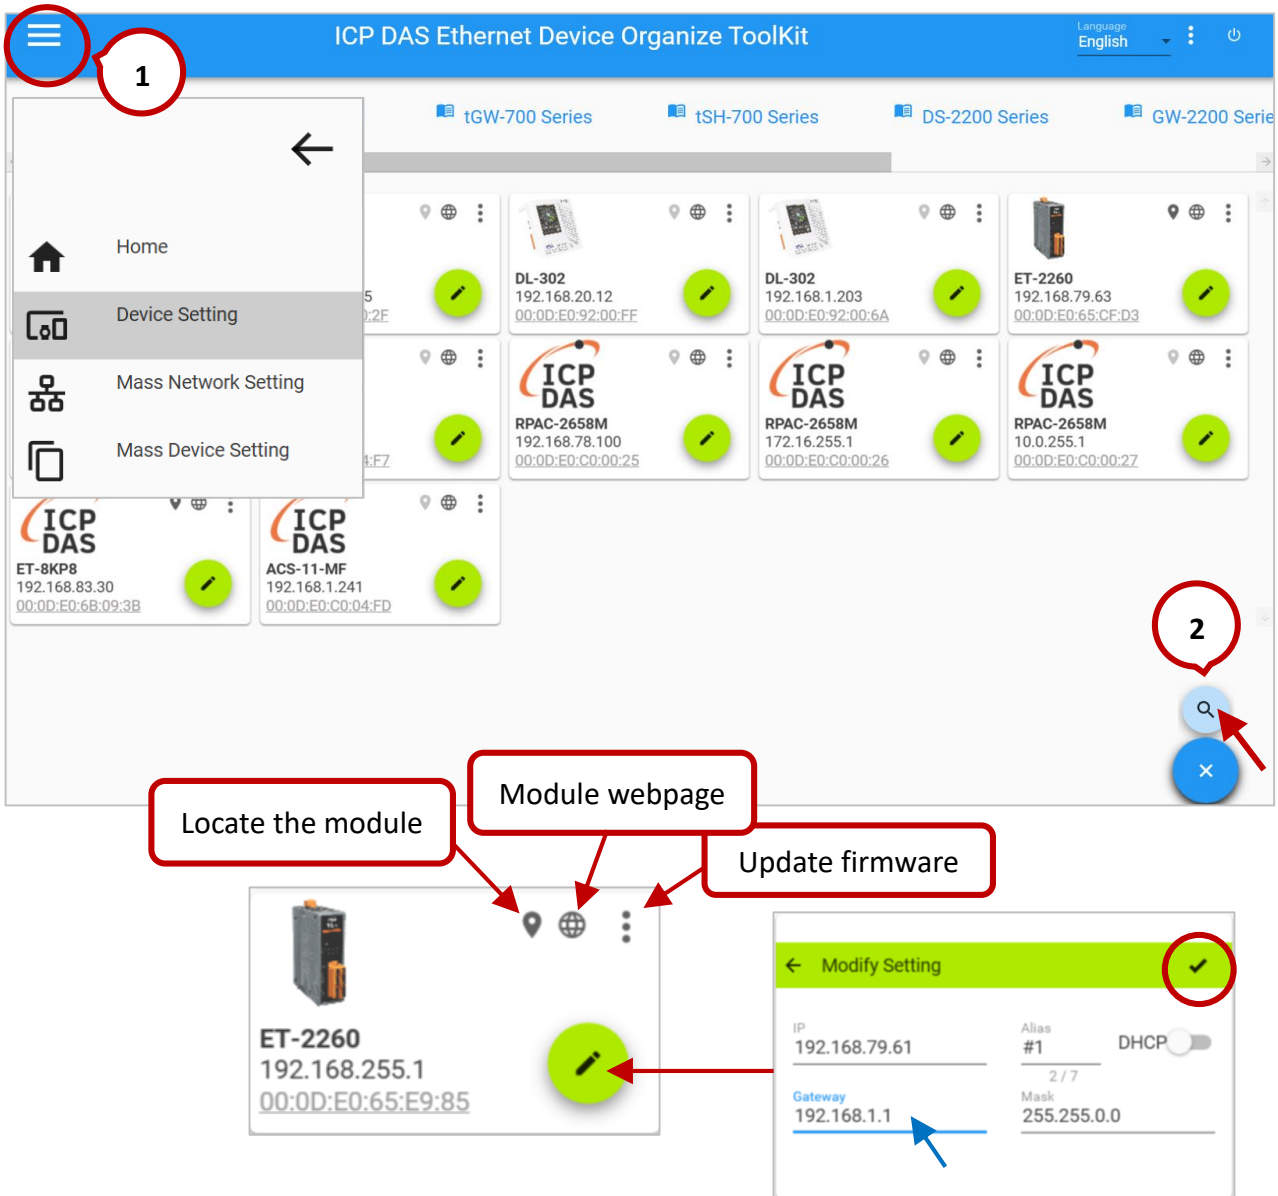 ICP DAS Ethernet Device Organize ToolKit
Language
English
1
tGW-700 Series
tSH-700 Series
DS-2200 Series
GW-2200 Serie
Home
Device Setting
Mass Network Setting
Mass Device Setting
5
0:2F
DL-302
192.168.20.12
00:0D:E0:92:00:FF
DL-302
192.168.1.203
00:0D:E0:92:00:6A
ET-2260
192.168.79.63
00:0D:E0:65:CF:D3
4:F7
ICP
DAS
RPAC-2658M
192.168.78.100
00:0D:E0:C0:00:25
ICP
DAS
RPAC-2658M
172.16.255.1
00:0D:E0:C0:00:26
ICP
DAS
RPAC-2658M
10.0.255.1
00:0D:E0:C0:00:27
ICP
DAS
ET-8KP8
192.168.83.30
00:0D:E0:6B:09:3B
ICP
DAS
ACS-11-MF
192.168.1.241
00:0D:E0:C0:04:FD
2
Locate the module
Module webpage
Update firmware
ET-2260
192.168.255.1
00:0D:E0:65:E9:85
Modify Setting
IP
192.168.79.61
Alias
#1
2 / 7
DHCP
Gateway
192.168.1.1
Mask
255.255.0.0